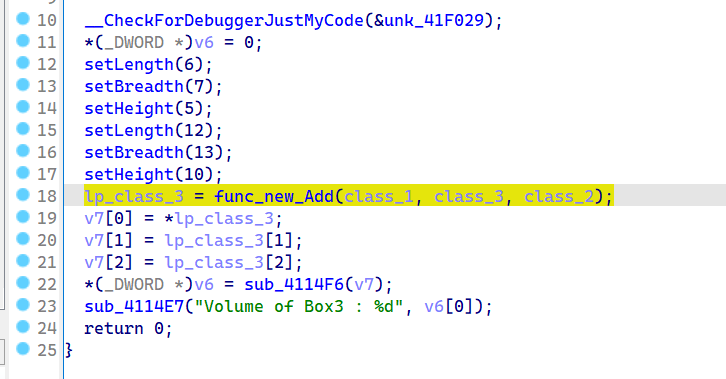 10 __CheckForDebuggerJustMyCode(&unk_41F029);
11 *(_DWORD *)v6 = 0;
12 setLength(6);
13 setBreadth(7);
14 setHeight(5);
15 setLength(12);
16 setBreadth(13);
17 setHeight(10);
18 lp_class_3 = func_new_Add(class_1, class_3, class_2);
19 v7[0] = *lp_class_3;
20 v7[1] = lp_class_3[1];
21 v7[2] = lp_class_3[2];
22 *(_DWORD *)v6 = sub_4114F6(v7);
23 sub_4114E7("Volume of Box3 : %d", v6[0]);
24 return 0;
25 }